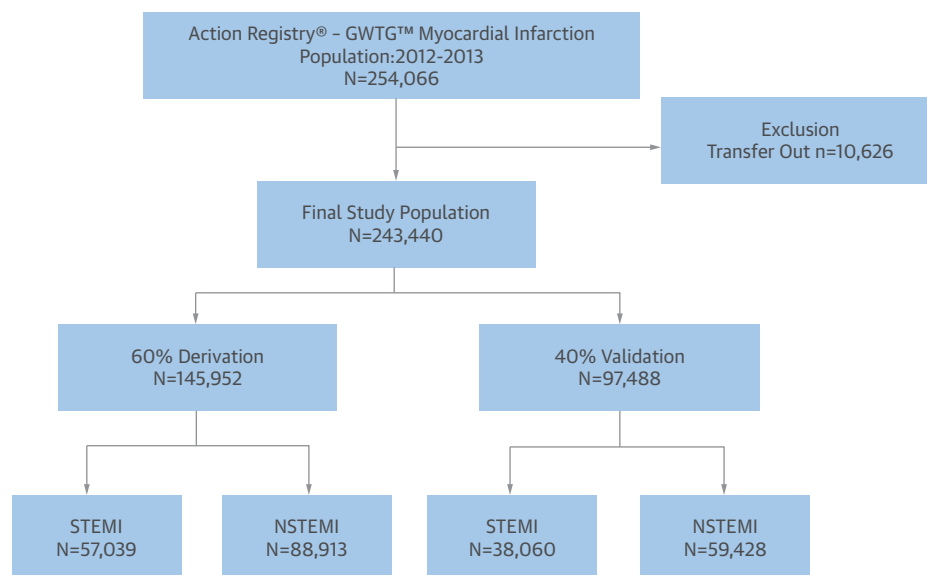 Action Registry® - GWTG™ Myocardial Infarction
Population:2012-2013
N=254,066
Exclusion
Transfer Out n=10,626
Final Study Population
N=243,440
60% Derivation
N=145,952
40% Validation
N=97,488
STEMI
N=57,039
NSTEMI
N=88,913
STEMI
N=38,060
NSTEMI
N=59,428